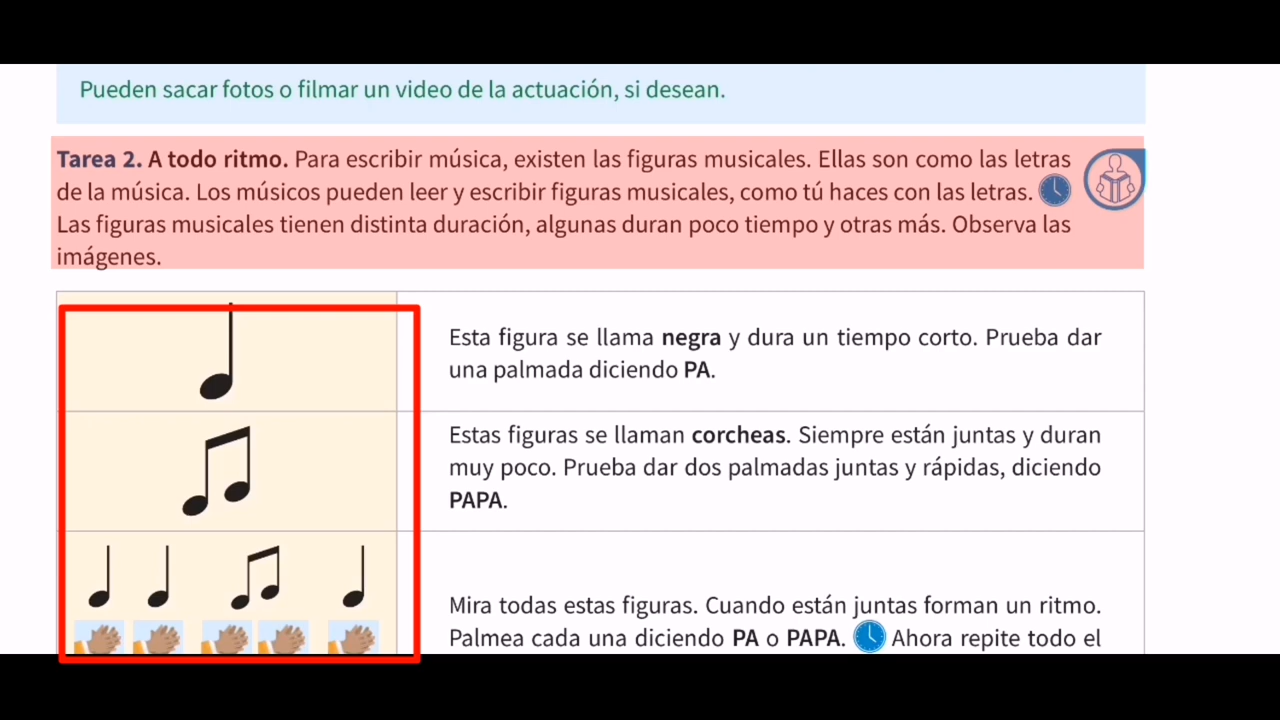 Pueden sacar fotos o filmar un video de la actuación, si desean.
Tarea 2. A todo ritmo. Para escribir música, existen las figuras musicales. Ellas son como las letras
de la música. Los músicos pueden leer y escribir figuras musicales, como tú haces con las letras.
Las figuras musicales tienen distinta duración, algunas duran poco tiempo y otras más. Observa las
imágenes.
Esta figura se llama negra y dura un tiempo corto. Prueba dar
una palmada diciendo PA.
Estas figuras se llaman corcheas. Siempre están juntas y duran
muy poco. Prueba dar dos palmadas juntas y rápidas, diciendo
PAPA.
Mira todas estas figuras. Cuando están juntas forman un ritmo.
Palmea cada una diciendo PA o PAPA. Ahora repite todo el